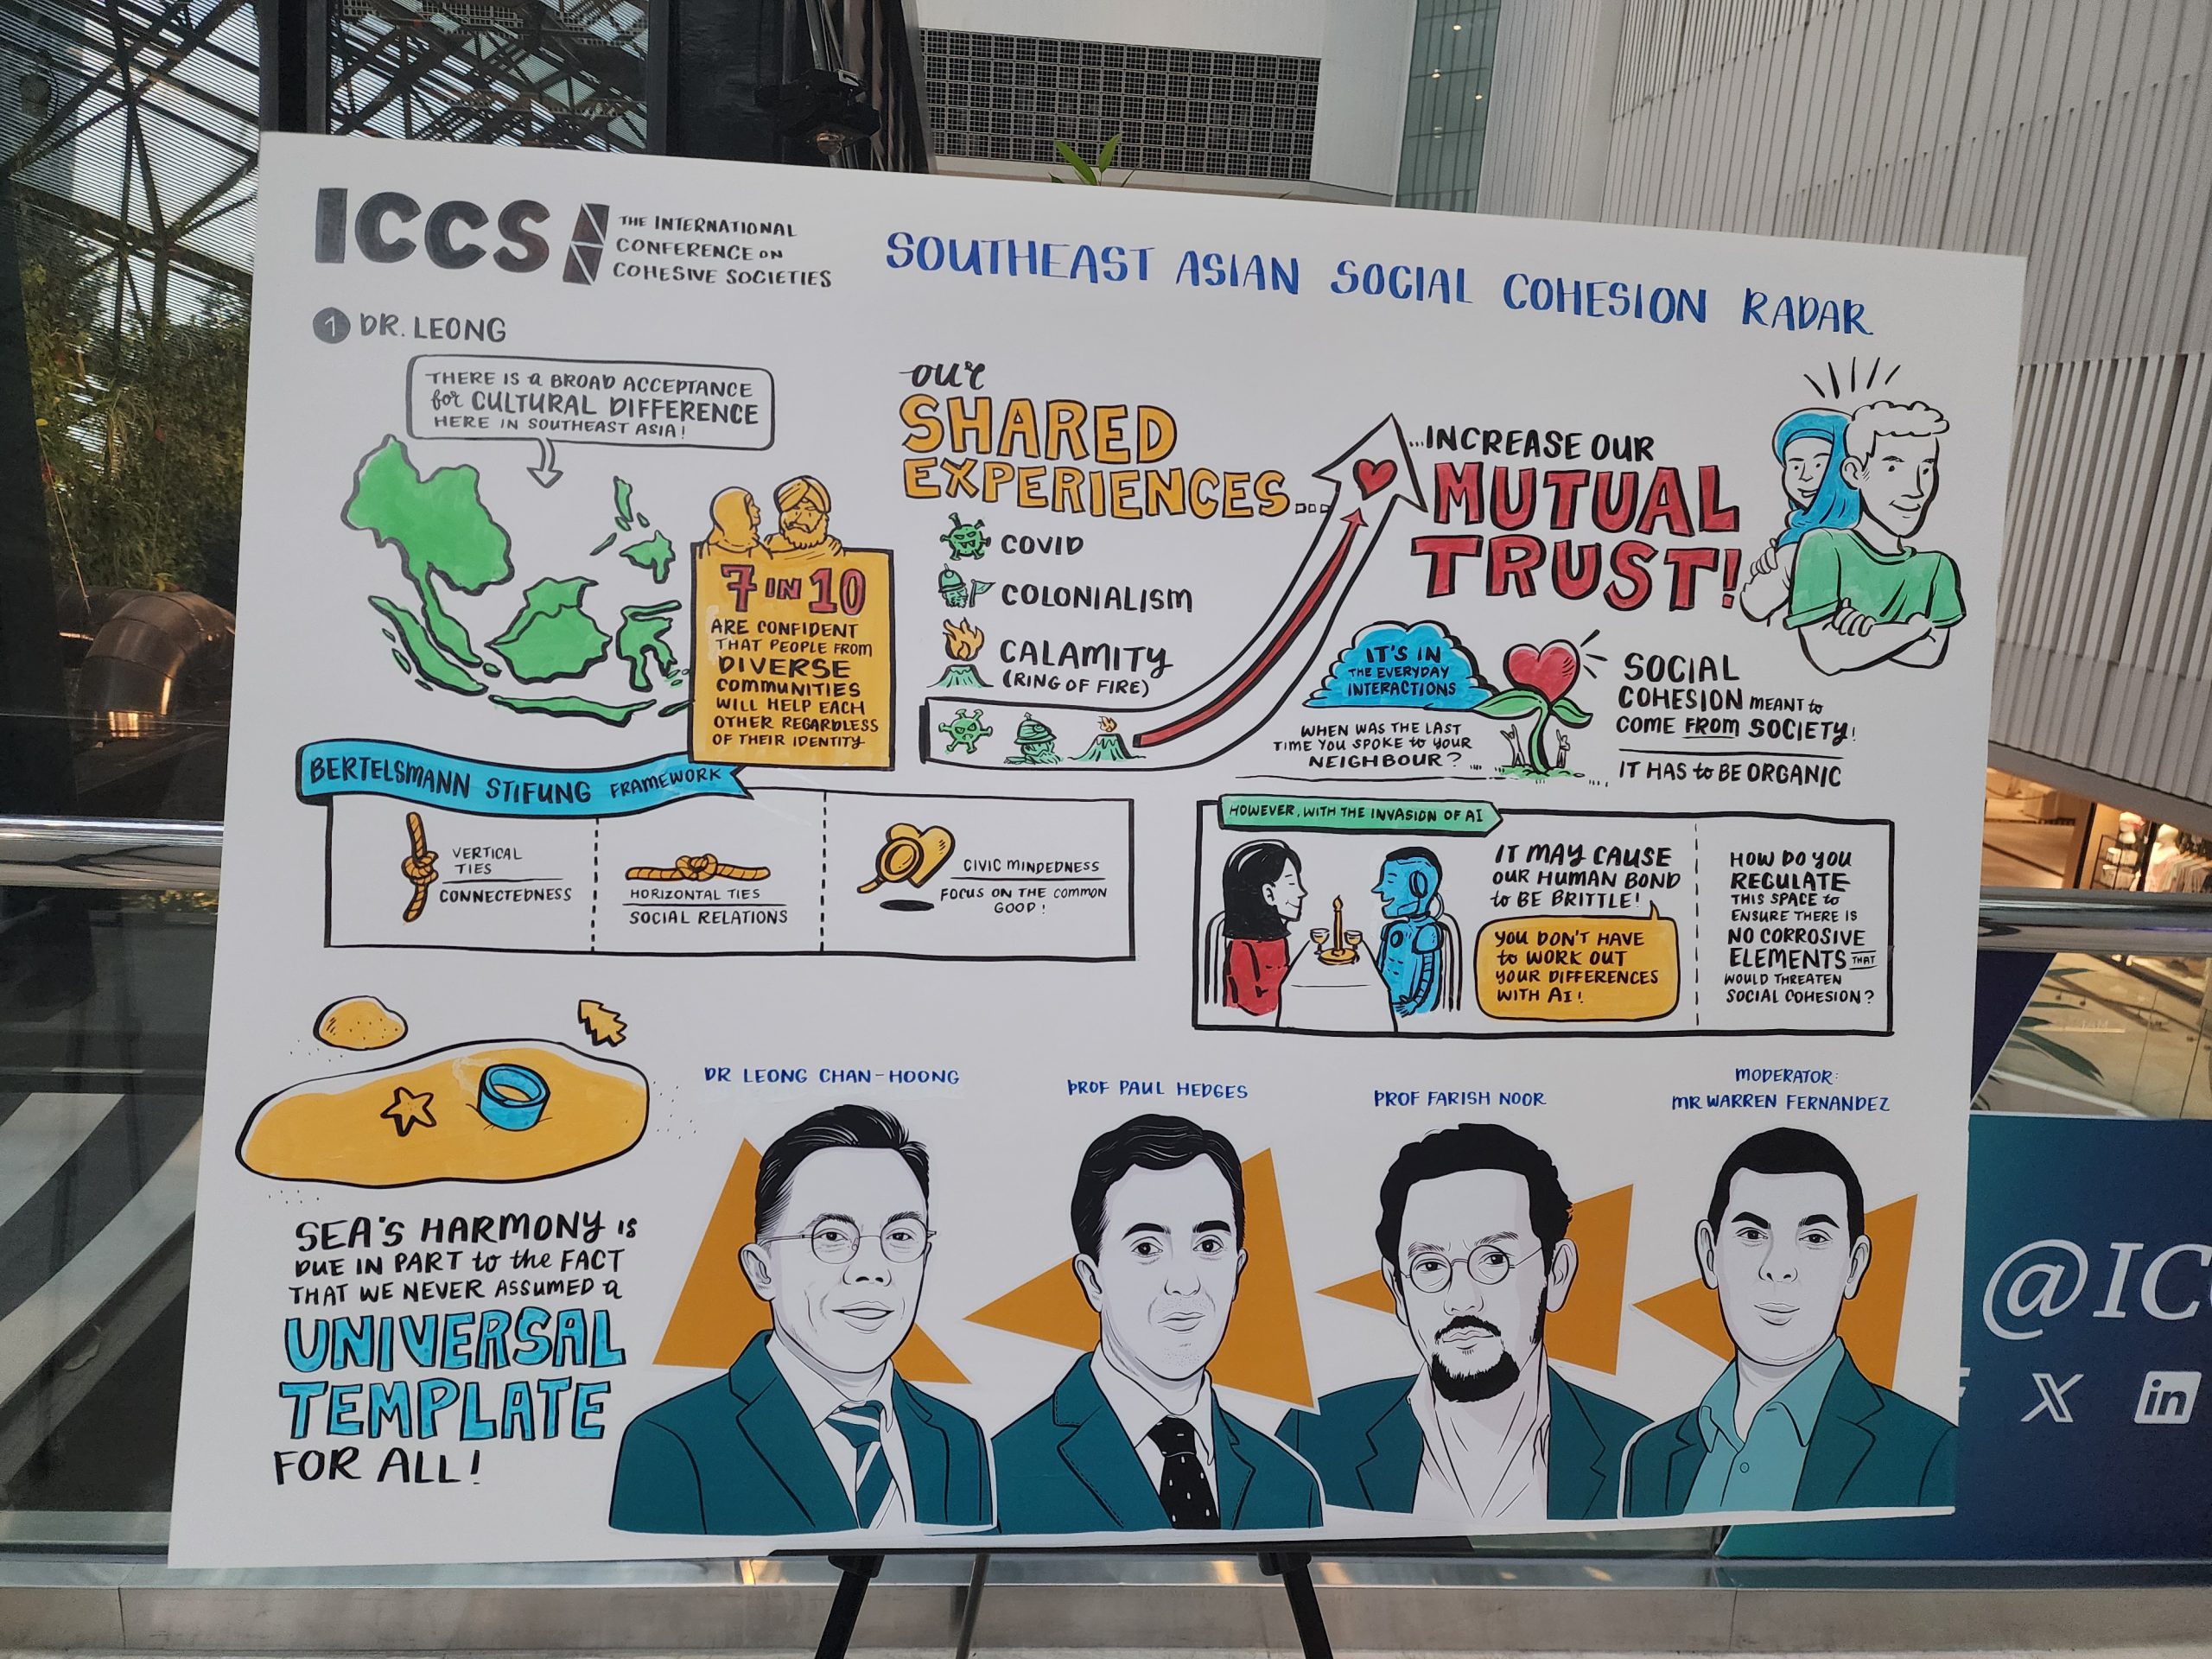 ICCS
THE INTERNATIONAL
CONFERENCE ON
COHESIVE SOCIETIES
SOUTHEAST ASIAN SOCIAL COHESION RADAR
1 DR. LEONG
THERE IS a BROAD ACCEPTANCE
for CULTURAL DIFFERENCE
HERE IN SOUTHEAST ASIA!
7 IN 10
ARE CONFIDENT
THAT PEOPLE FROM
DIVERSE
COMMUNITIES
WILL HELP EACH
OTHER REGARDLESS
OF THEIR IDENTITY
our
SHARED
EXPERIENCES...
COVID
COLONIALISM
CALAMITY
(RING OF FIRE)
...INCREASE OUR
MUTUAL
TRUST!
IT'S IN
THE EVERYDAY
INTERACTIONS
WHEN WAS THE LAST
TIME YOU SPOKE to YOUR
NEIGHBOUR?
SOCIAL
COHESION MEANT to
COME FROM SOCIETY!
IT HAS to BE ORGANIC
BERTELSMANN STIFUNG FRAMEWORK
VERTICAL
TIES
CONNECTEDNESS
HORIZONTAL TIES
SOCIAL RELATIONS
CIVIC MINDEDNESS
FOCUS ON THE COMMON
GOOD!
HOWEVER, WITH THE INVASION OF AI
IT MAY CAUSE
OUR HUMAN BOND
to BE BRITTLE!
YOU DON'T HAVE
to WORK OUT
YOUR DIFFERENCES
WITH AI!
HOW DO YOU
REGULATE
THIS SPACE to
ENSURE THERE IS
NO CORROSIVE
ELEMENTS THAT
WOULD THREATEN
SOCIAL COHESION?
SEA'S HARMONY IS
DUE IN PART to the FACT
THAT WE NEVER ASSUMED a
UNIVERSAL
TEMPLATE
FOR ALL!
DR LEONG CHAN-HOONG
PROF PAUL HEDGES
PROF FARISH NOOR
MODERATOR:
MR WARREN FERNANDEZ
@IC
X in